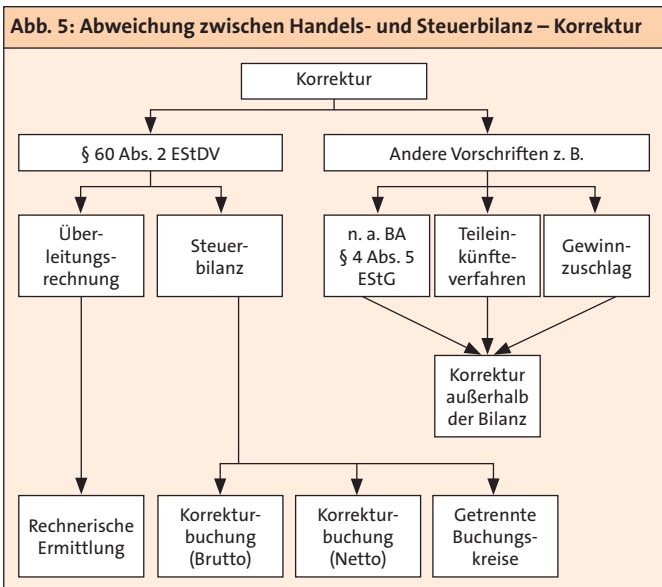 Abb. 5: Abweichung zwischen Handels- und Steuerbilanz – Korrektur
Korrektur
§ 60 Abs. 2 EStDV
Andere Vorschriften z. B.
Über-
leitungs-
rechnung
Steuer-
bilanz
n. a. BA
§ 4 Abs. 5
EStG
Teilein-
künfte-
verfahren
Gewinn-
zuschlag
Korrektur
außerhalb
der Bilanz
Rechnerische
Ermittlung
Korrektur-
buchung
(Brutto)
Korrektur-
buchung
(Netto)
Getrennte
Buchungs-
kreise